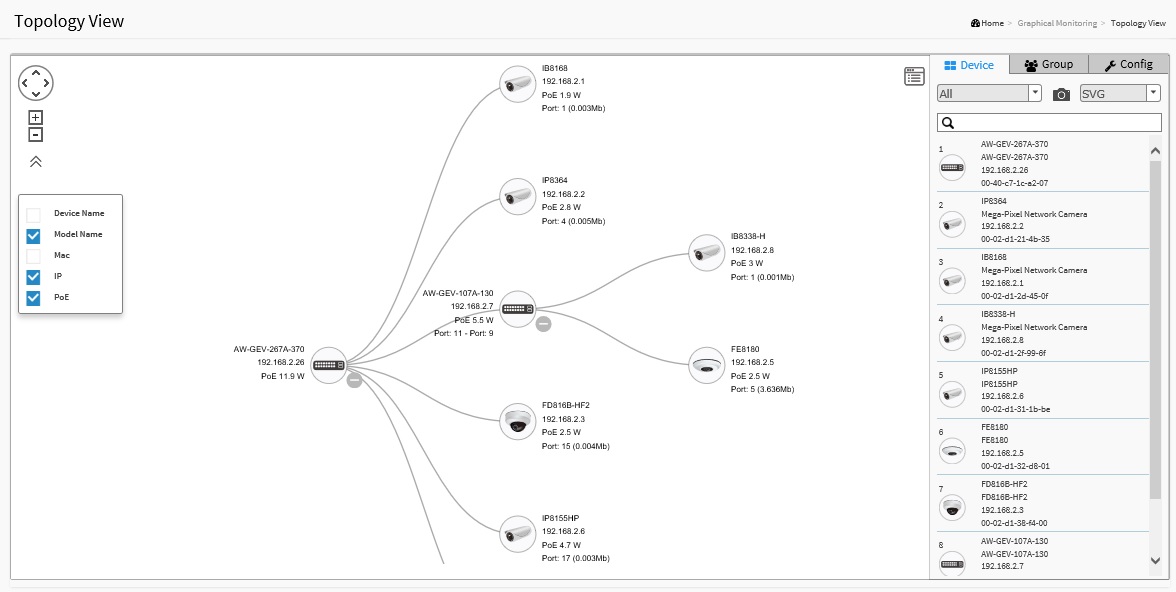 Topology View
Home > Graphical Monitoring > Topology View
Device Name
Model Name
Mac
IP
PoE
IB8168
192.168.2.1
PoE 1.9 W
Port: 1 (0.003Mb)
IP8364
192.168.2.2
PoE 2.8 W
Port: 4 (0.005Mb)
IB8338-H
192.168.2.8
PoE 3 W
Port: 1 (0.001Mb)
AW-GEV-107A-130
192.168.2.7
PoE 5.5 W
Port: 11 - Port: 9
AW-GEV-267A-370
192.168.2.26
PoE 11.9 W
FE8180
192.168.2.5
PoE 2.5 W
Port: 5 (3.636Mb)
FD816B-HF2
192.168.2.3
PoE 2.5 W
Port: 15 (0.004Mb)
IP8155HP
192.168.2.6
PoE 4.7 W
Port: 17 (0.003Mb)
Device
Group
Config
All
SVG
1
AW-GEV-267A-370
AW-GEV-267A-370
192.168.2.26
00-40-c7-1c-a2-07
2
IP8364
Mega-Pixel Network Camera
192.168.2.2
00-02-d1-21-4b-35
3
IB8168
Mega-Pixel Network Camera
192.168.2.1
00-02-d1-2d-45-0f
4
IB8338-H
Mega-Pixel Network Camera
192.168.2.8
00-02-d1-2f-99-6f
5
IP8155HP
IP8155HP
192.168.2.6
00-02-d1-31-1b-be
6
FE8180
FE8180
192.168.2.5
00-02-d1-32-d8-01
7
FD816B-HF2
FD816B-HF2
192.168.2.3
00-02-d1-38-f4-00
8
AW-GEV-107A-130
AW-GEV-107A-130
192.168.2.7